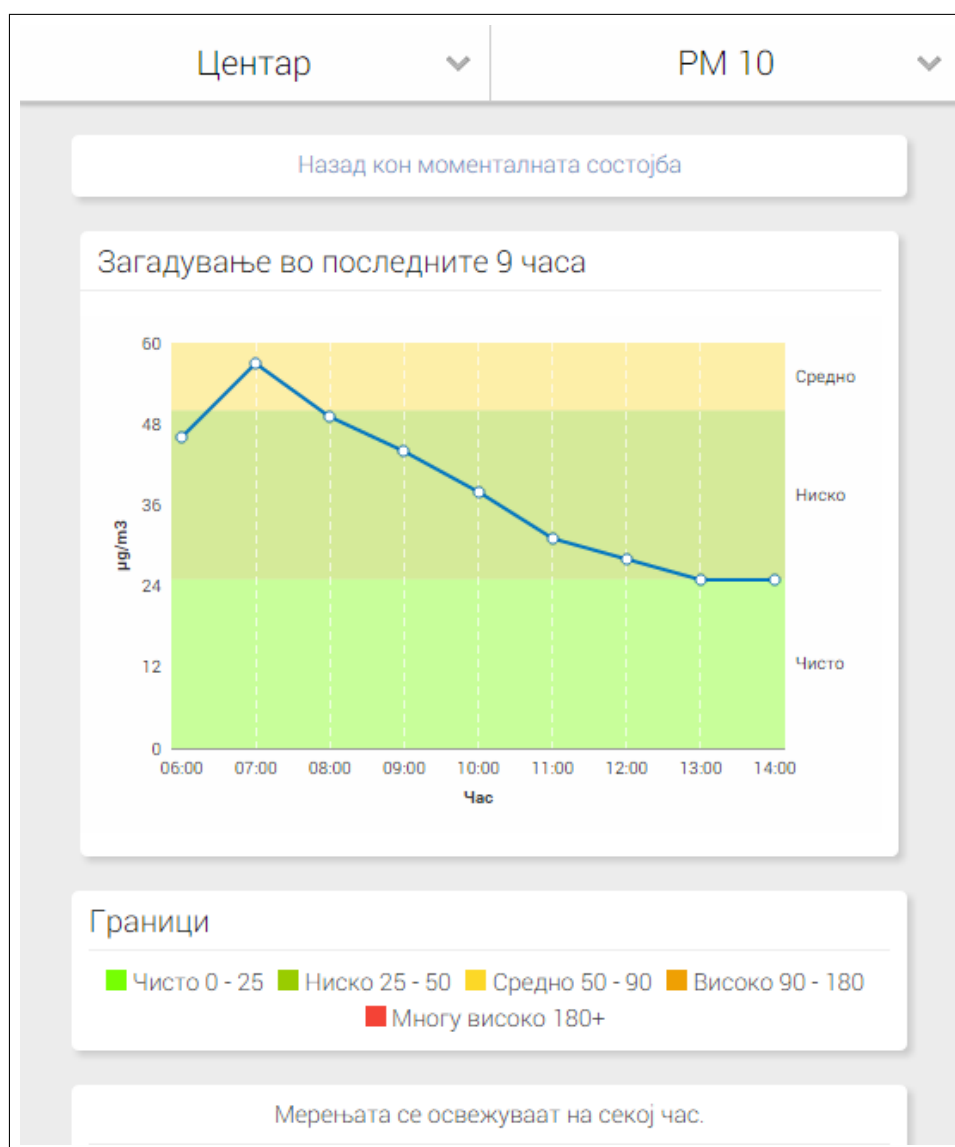 Центар
PM 10
Назад кон моменталната состојба
Загадување во последните 9 часа
60
48
36
24
12
0
µg/m3
Средно
Ниско
Чисто
06:00 07:00 08:00 09:00 10:00 11:00 12:00 13:00 14:00
Час
Граници
Чисто 0 - 25 Ниско 25 - 50 Средно 50 - 90 Високо 90 - 180
Многу високо 180+
Мерењата се освежуваат на секој час.